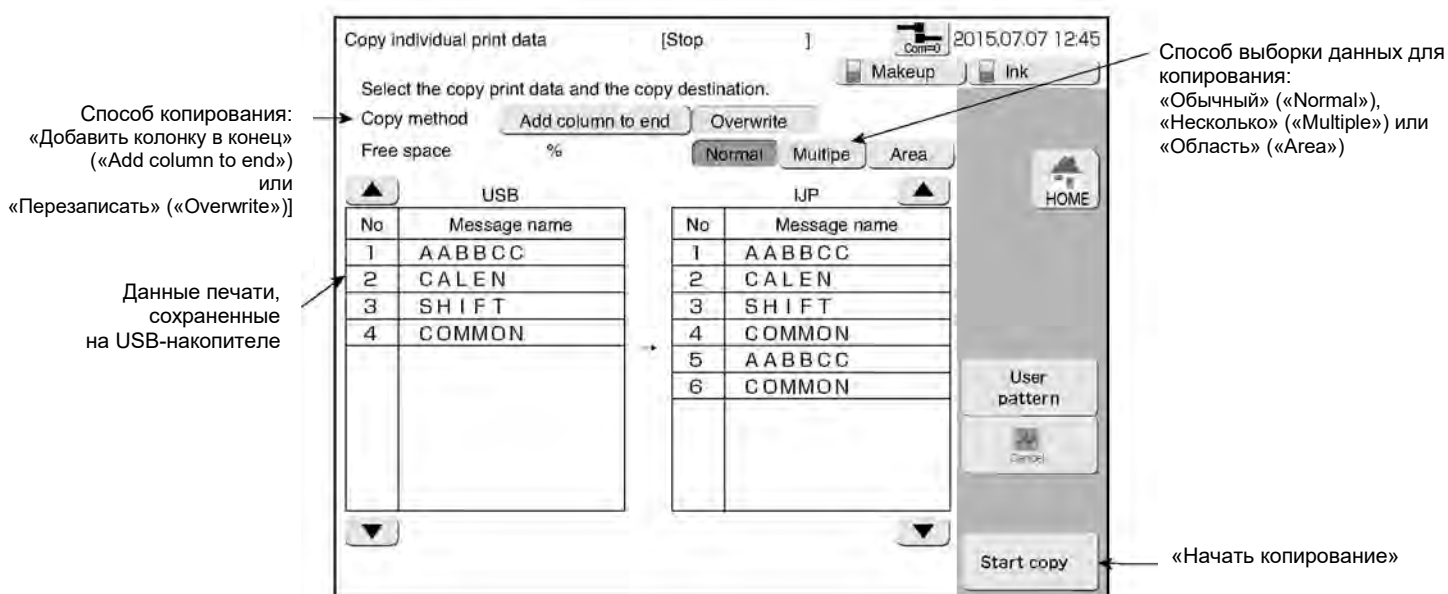 Copy individual print data [Stop ] Com=0 2015.07.07 12:45
Makeup Ink
Select the copy print data and the copy destination.
Copy method Add column to end Overwrite
Free space % Normal Multipe Area
USB IJP
HOME
No Message name No Message name
1 AABBCC 1 AABBCC
2 CALEN 2 CALEN
3 SHIFT 3 SHIFT
4 COMMON 4 COMMON
5 AABBCC
6 COMMON
User
pattern
Cancel
Start copy
Способ копирования:
«Добавить колонку в конец»
(«Add column to end»)
или
«Перезаписать» («Overwrite»)]
Данные печати,
сохраненные
на USB-накопителе
Способ выборки данных для
копирования:
«Обычный» («Normal»),
«Несколько» («Multiple») или
«Область» («Area»)
«Начать копирование»